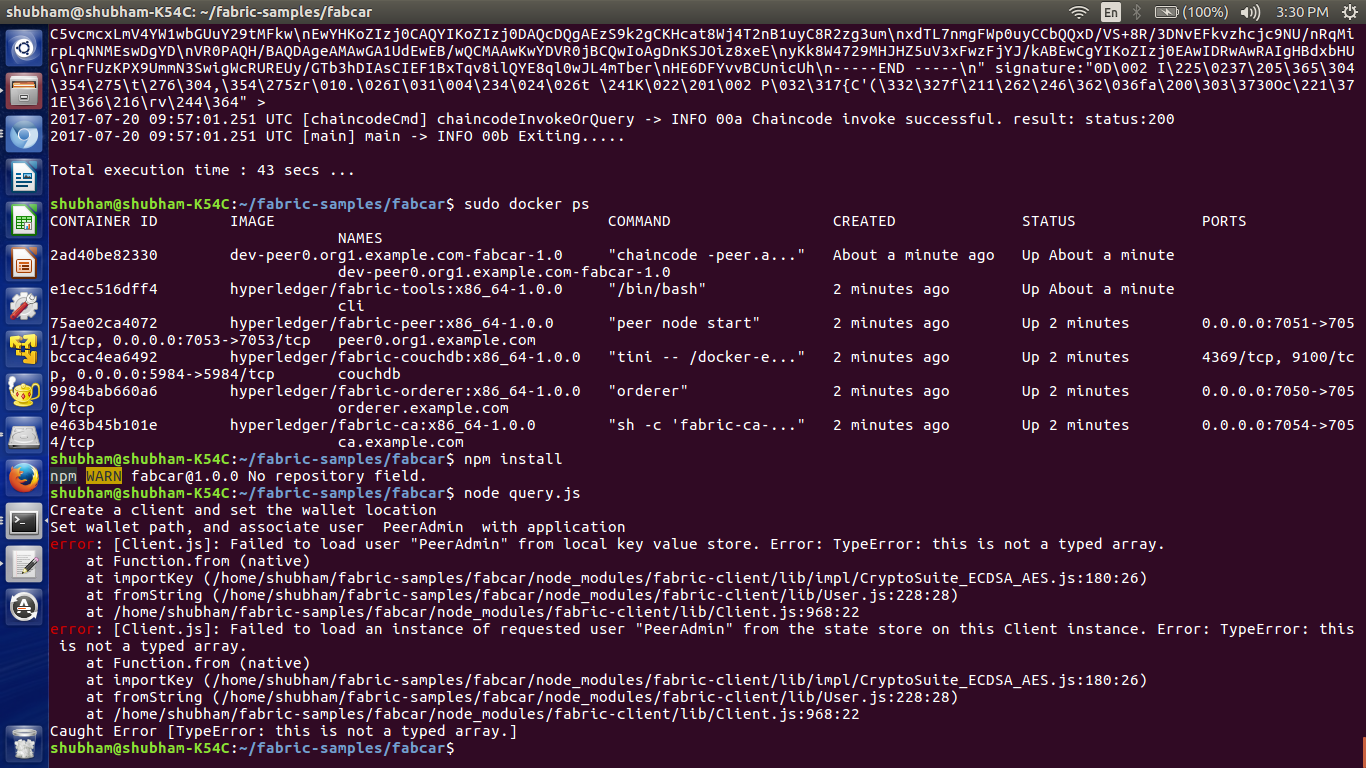 shubham@shubham-K54C: ~/fabric-samples/fabcar
En
(100%)
3:30 PM
C5vcmcxLmV4YW1wbGUuY29tMFkw\nEwYHKoZIzj0CAQYIKoZIzj0DAQcDQgAEzS9k2gCKHcat8Wj4T2nB1uyC8R2zg3um\nxdTL7nmgFWp0uyCCbQQxD/VS+8R/3DNvEFkvzhcjc9NU/nRqMi
rpLqNNMEswDgYD\nVR0PAQH/BAQDAgeAMAwGA1UdEwEB/wQCMAAwKwYDVR0jBCQwIoAgDnKSJOiz8xeE\nyKk8W4729MHJHZ5uV3xFwzFjYJ/kABEwCgYIKoZIzj0EAwIDRwAwRAIgHBdxbHU
G\nrFUzKPX9UmmN3SwigWcRUREUy/GTb3hDIAsCIEF1BxTqv8ilQYE8ql0wJL4mTber\nHE6DFYvvBCUnicUh\n-----END -----\n" signature:"0D\002 I\225\0237\205\365\304
\354\275\t\276\304,\354\275zr\010.\026I\031\004\234\024\026t \241K\022\201\002 P\032\317{C'(\332\327f\211\262\246\362\036fa\200\303\3730Oc\221\37
1E\366\216\rv\244\364" >
2017-07-20 09:57:01.251 UTC [chaincodeCmd] chaincodeInvokeOrQuery -> INFO 00a Chaincode invoke successful. result: status:200
2017-07-20 09:57:01.251 UTC [main] main -> INFO 00b Exiting.....
Total execution time : 43 secs ...
shubham@shubham-K54C:~/fabric-samples/fabcar$ sudo docker ps
CONTAINER ID        IMAGE                                     COMMAND                  CREATED              STATUS              PORTS
NAMES
2ad40be82330        dev-peer0.org1.example.com-fabcar-1.0     "chaincode -peer.a..."   About a minute ago   Up About a minute
dev-peer0.org1.example.com-fabcar-1.0
e1ecc516dff4        hyperledger/fabric-tools:x86_64-1.0.0     "/bin/bash"              2 minutes ago        Up About a minute
cli
75ae02ca4072        hyperledger/fabric-peer:x86_64-1.0.0      "peer node start"        2 minutes ago        Up 2 minutes        0.0.0.0:7051->705
1/tcp, 0.0.0.0:7053->7053/tcp   peer0.org1.example.com
bccac4ea6492        hyperledger/fabric-couchdb:x86_64-1.0.0   "tini -- /docker-e..."   2 minutes ago        Up 2 minutes        4369/tcp, 9100/tc
p, 0.0.0.0:5984->5984/tcp       couchdb
9984bab660a6        hyperledger/fabric-orderer:x86_64-1.0.0   "orderer"                2 minutes ago        Up 2 minutes        0.0.0.0:7050->705
0/tcp                           orderer.example.com
e463b45b101e        hyperledger/fabric-ca:x86_64-1.0.0        "sh -c 'fabric-ca-..."   2 minutes ago        Up 2 minutes        0.0.0.0:7054->705
4/tcp                           ca.example.com
shubham@shubham-K54C:~/fabric-samples/fabcar$ npm install
npm WARN fabcar@1.0.0 No repository field.
shubham@shubham-K54C:~/fabric-samples/fabcar$ node query.js
Create a client and set the wallet location
Set wallet path, and associate user  PeerAdmin  with application
error: [Client.js]: Failed to load user "PeerAdmin" from local key value store. Error: TypeError: this is not a typed array.
at Function.from (native)
at importKey (/home/shubham/fabric-samples/fabcar/node_modules/fabric-client/lib/impl/CryptoSuite_ECDSA_AES.js:180:26)
at fromString (/home/shubham/fabric-samples/fabcar/node_modules/fabric-client/lib/User.js:228:28)
at /home/shubham/fabric-samples/fabcar/node_modules/fabric-client/lib/Client.js:968:22
error: [Client.js]: Failed to load an instance of requested user "PeerAdmin" from the state store on this Client instance. Error: TypeError: this
is not a typed array.
at Function.from (native)
at importKey (/home/shubham/fabric-samples/fabcar/node_modules/fabric-client/lib/impl/CryptoSuite_ECDSA_AES.js:180:26)
at fromString (/home/shubham/fabric-samples/fabcar/node_modules/fabric-client/lib/User.js:228:28)
at /home/shubham/fabric-samples/fabcar/node_modules/fabric-client/lib/Client.js:968:22
Caught Error [TypeError: this is not a typed array.]
shubham@shubham-K54C:~/fabric-samples/fabcar$